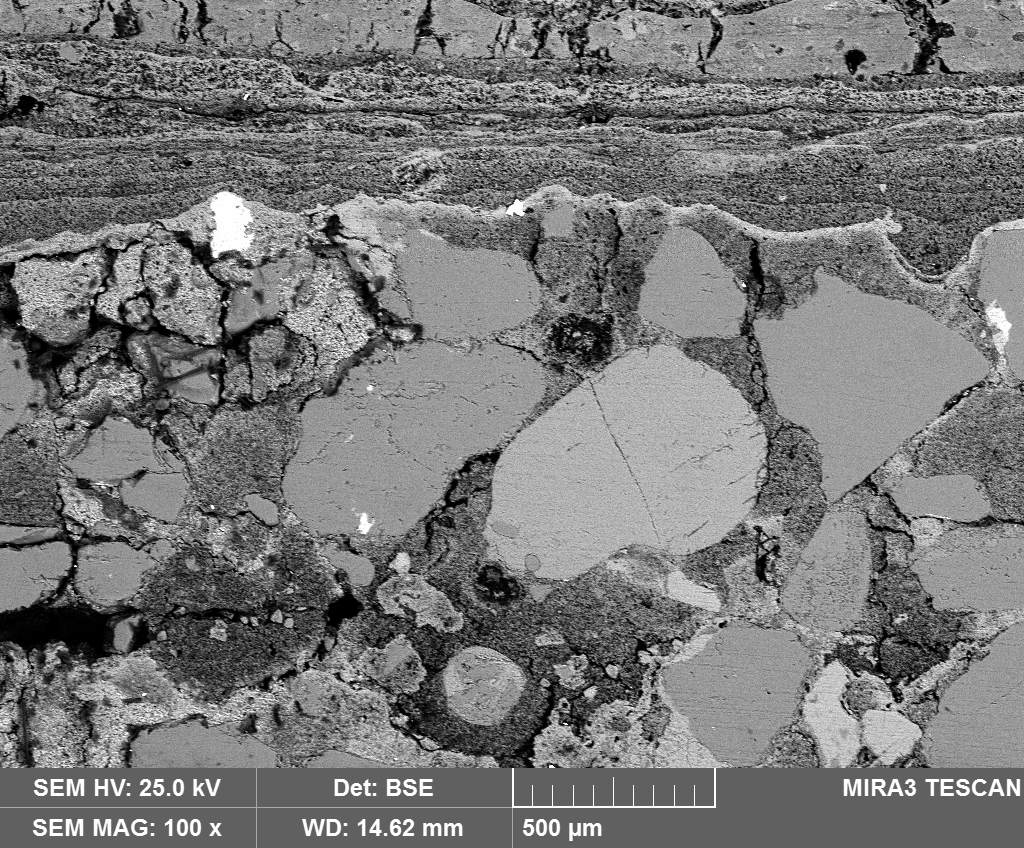 SEM HV: 25.0 kV Det: BSE MIRA3 TESCAN
SEM MAG: 100 x WD: 14.62 mm 500 µm